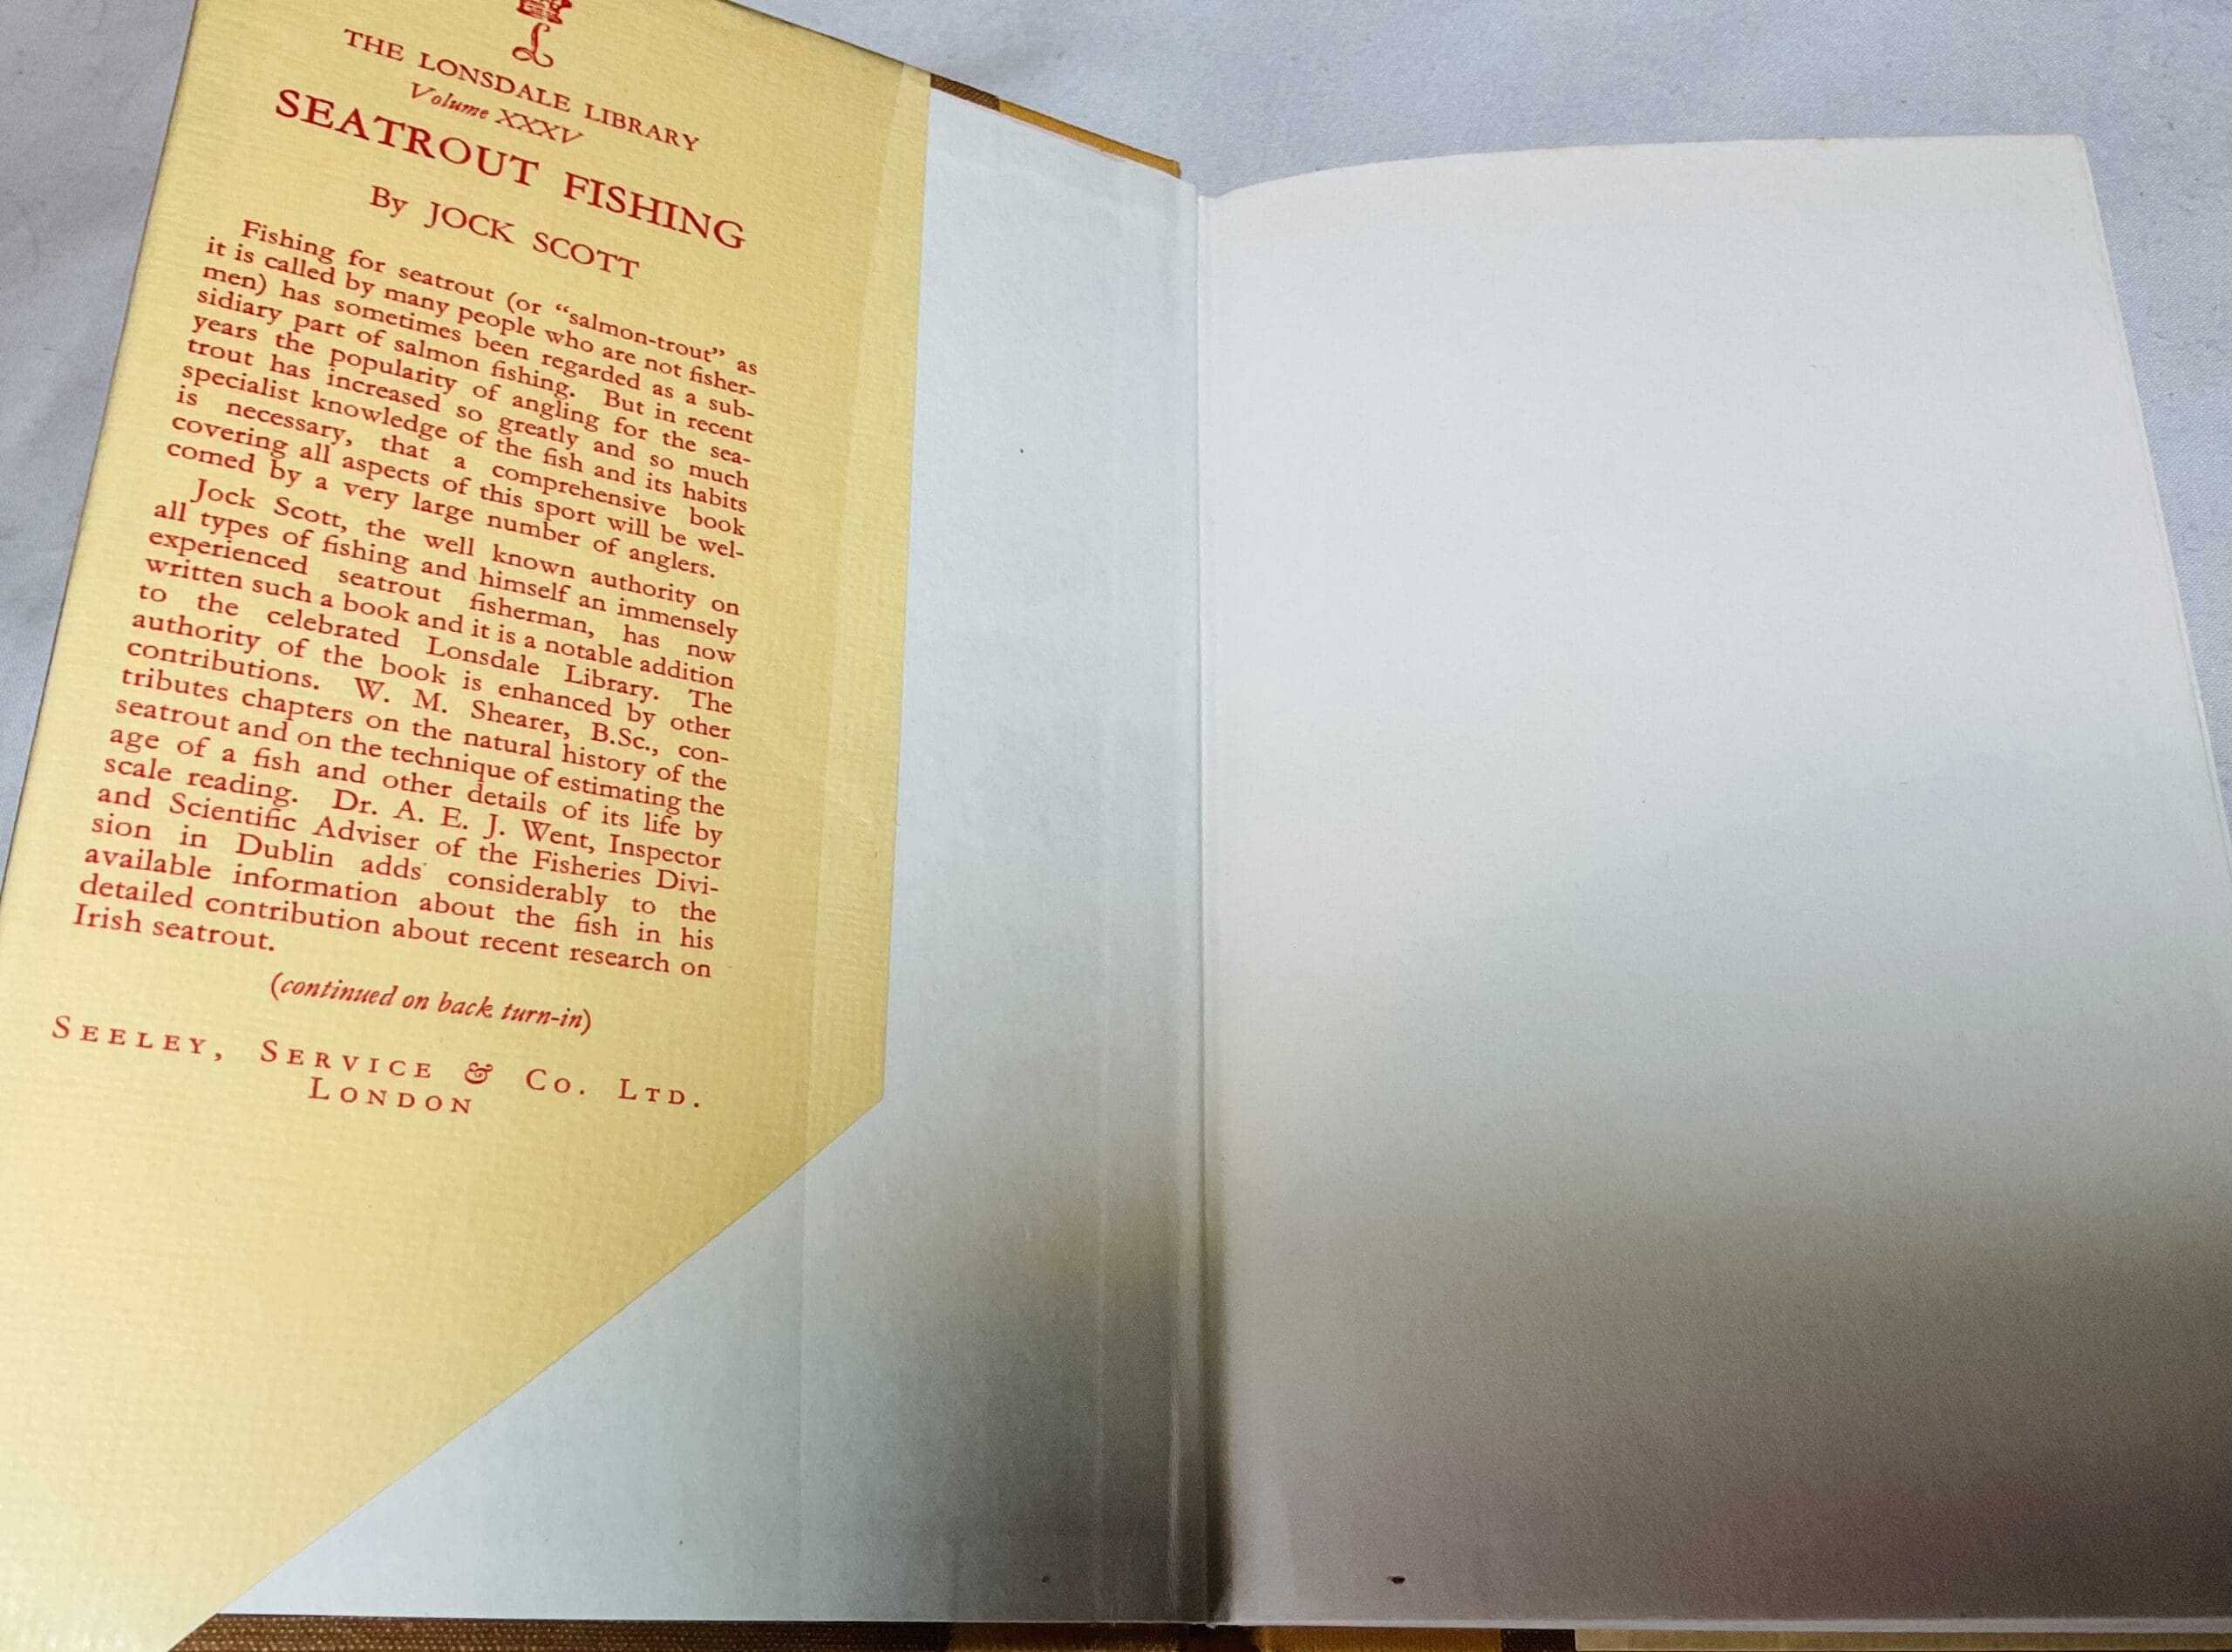 L
THE LONSDALE LIBRARY
Volume XXXV
SEATROUT FISHING
By JOCK SCOTT
Fishing for seatrout (or “salmon-trout” as
it is called by many people who are not fisher-
men) has sometimes been regarded as a sub-
sidiary part of salmon fishing. But in recent
years the popularity of angling for the sea-
trout has increased so greatly and so much
specialist knowledge of the fish and its habits
is necessary, that a comprehensive book
covering all aspects of this sport will be wel-
comed by a very large number of anglers.
Jock Scott, the well known authority on
all types of fishing and himself an immensely
experienced seatrout fisherman, has now
written such a book and it is a notable addition
to the celebrated Lonsdale Library. The
authority of the book is enhanced by other
contributions. W. M. Shearer, B.Sc., con-
tributes chapters on the natural history of the
seatrout and on the technique of estimating the
age of a fish and other details of its life by
scale reading. Dr. A. E. J. Went, Inspector
and Scientific Adviser of the Fisheries Divi-
sion in Dublin adds considerably to the
available information about the fish in his
detailed contribution about recent research on
Irish seatrout.
(continued on back turn-in)
SEELEY, SERVICE & CO. LTD.
LONDON